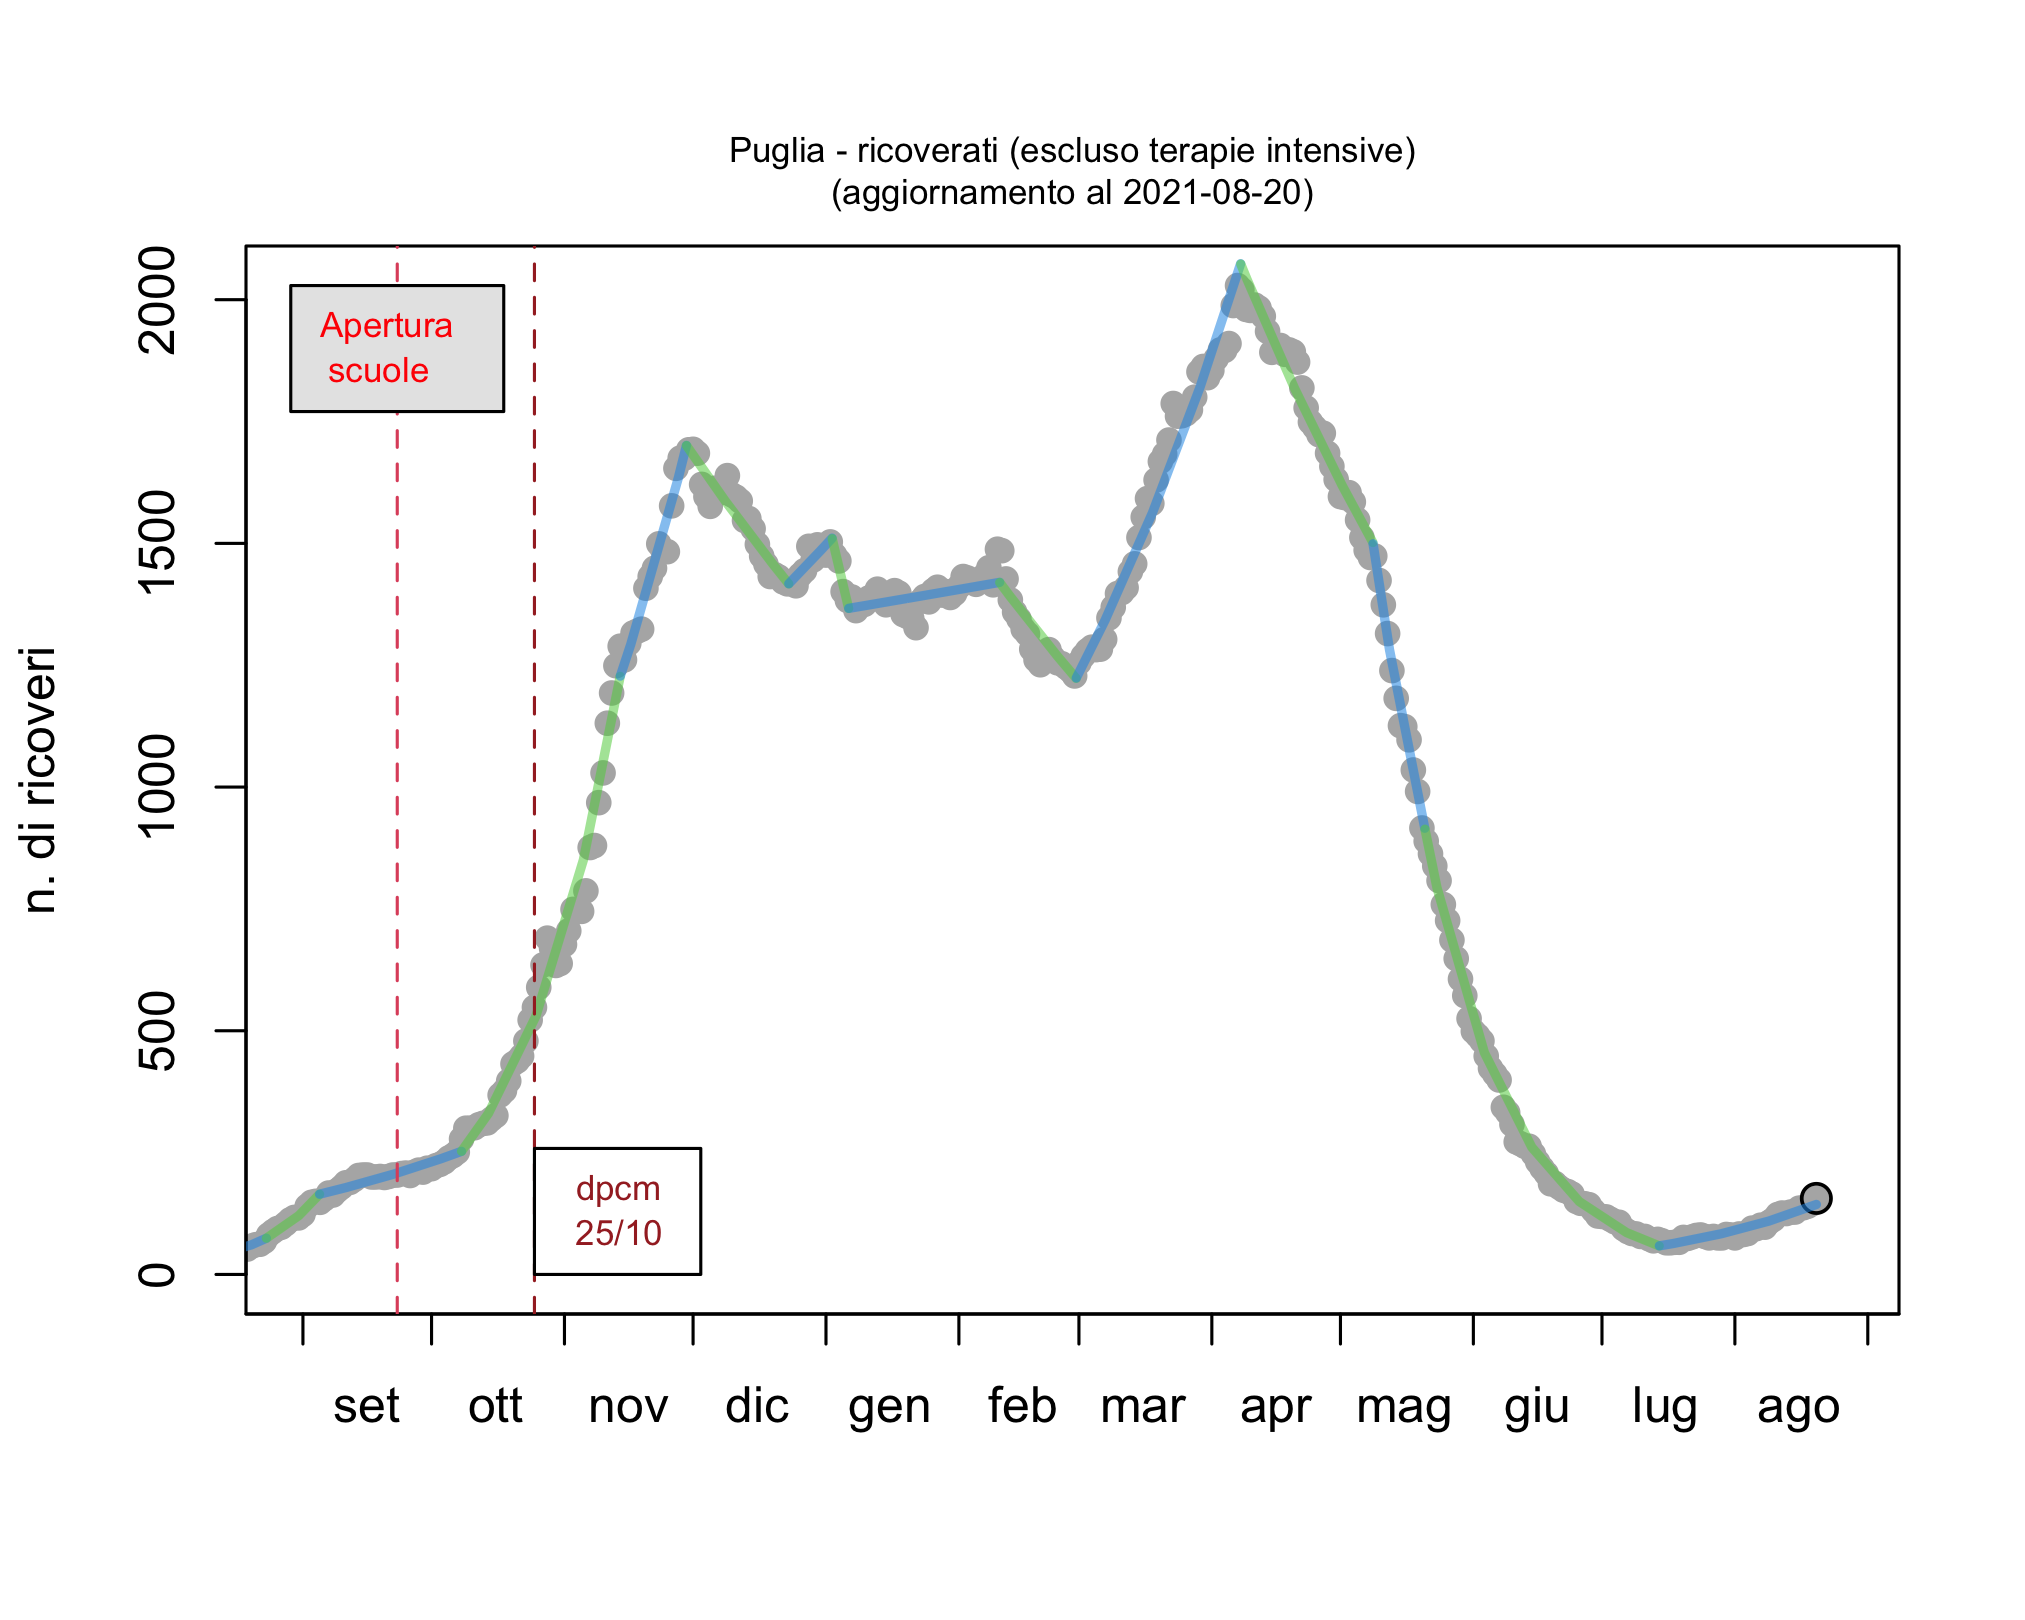 Puglia - ricoverati (escluso terapie intensive)
(aggiornamento al 2021-08-20)
n. di ricoveri
2000
1500
1000
500
0
Apertura
scuole
dpcm
25/10
set ott nov dic gen feb mar apr mag giu lug ago